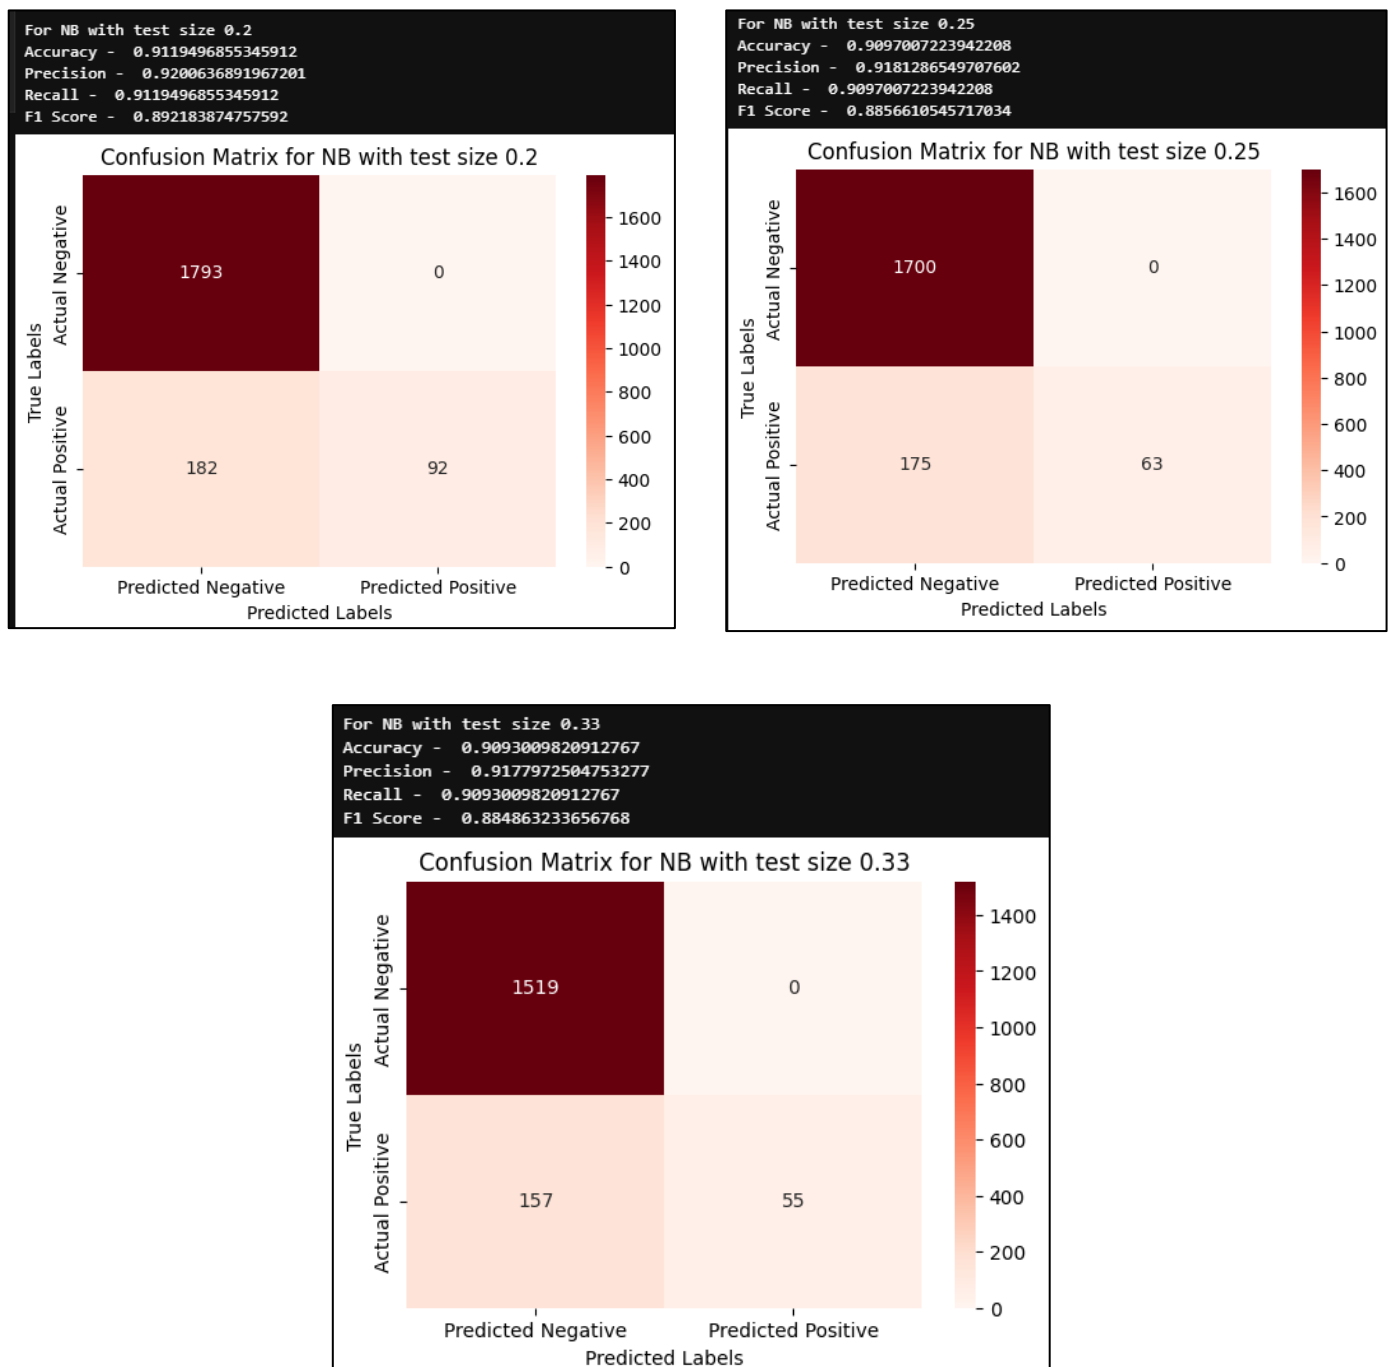 For NB with test size 0.2
Accuracy - 0.9119496855345912
Precision - 0.9200636891967201
Recall - 0.9119496855345912
F1 Score - 0.892183874757592
Confusion Matrix for NB with test size 0.2
Actual Negative
Actual Positive
True Labels
1793
0
182
92
1600
1400
1200
1000
800
600
400
200
0
Predicted Negative
Predicted Positive
Predicted Labels
For NB with test size 0.25
Accuracy - 0.9097007223942208
Precision - 0.9181286549707602
Recall - 0.9097007223942208
F1 Score - 0.8856610545717034
Confusion Matrix for NB with test size 0.25
Actual Negative
Actual Positive
True Labels
1700
0
175
63
1600
1400
1200
1000
800
600
400
200
0
Predicted Negative
Predicted Positive
Predicted Labels
For NB with test size 0.33
Accuracy - 0.9093009820912767
Precision - 0.9177972504753277
Recall - 0.9093009820912767
F1 Score - 0.884863233656768
Confusion Matrix for NB with test size 0.33
Actual Negative
Actual Positive
True Labels
1519
0
157
55
1400
1200
1000
800
600
400
200
0
Predicted Negative
Predicted Positive
Predicted Labels